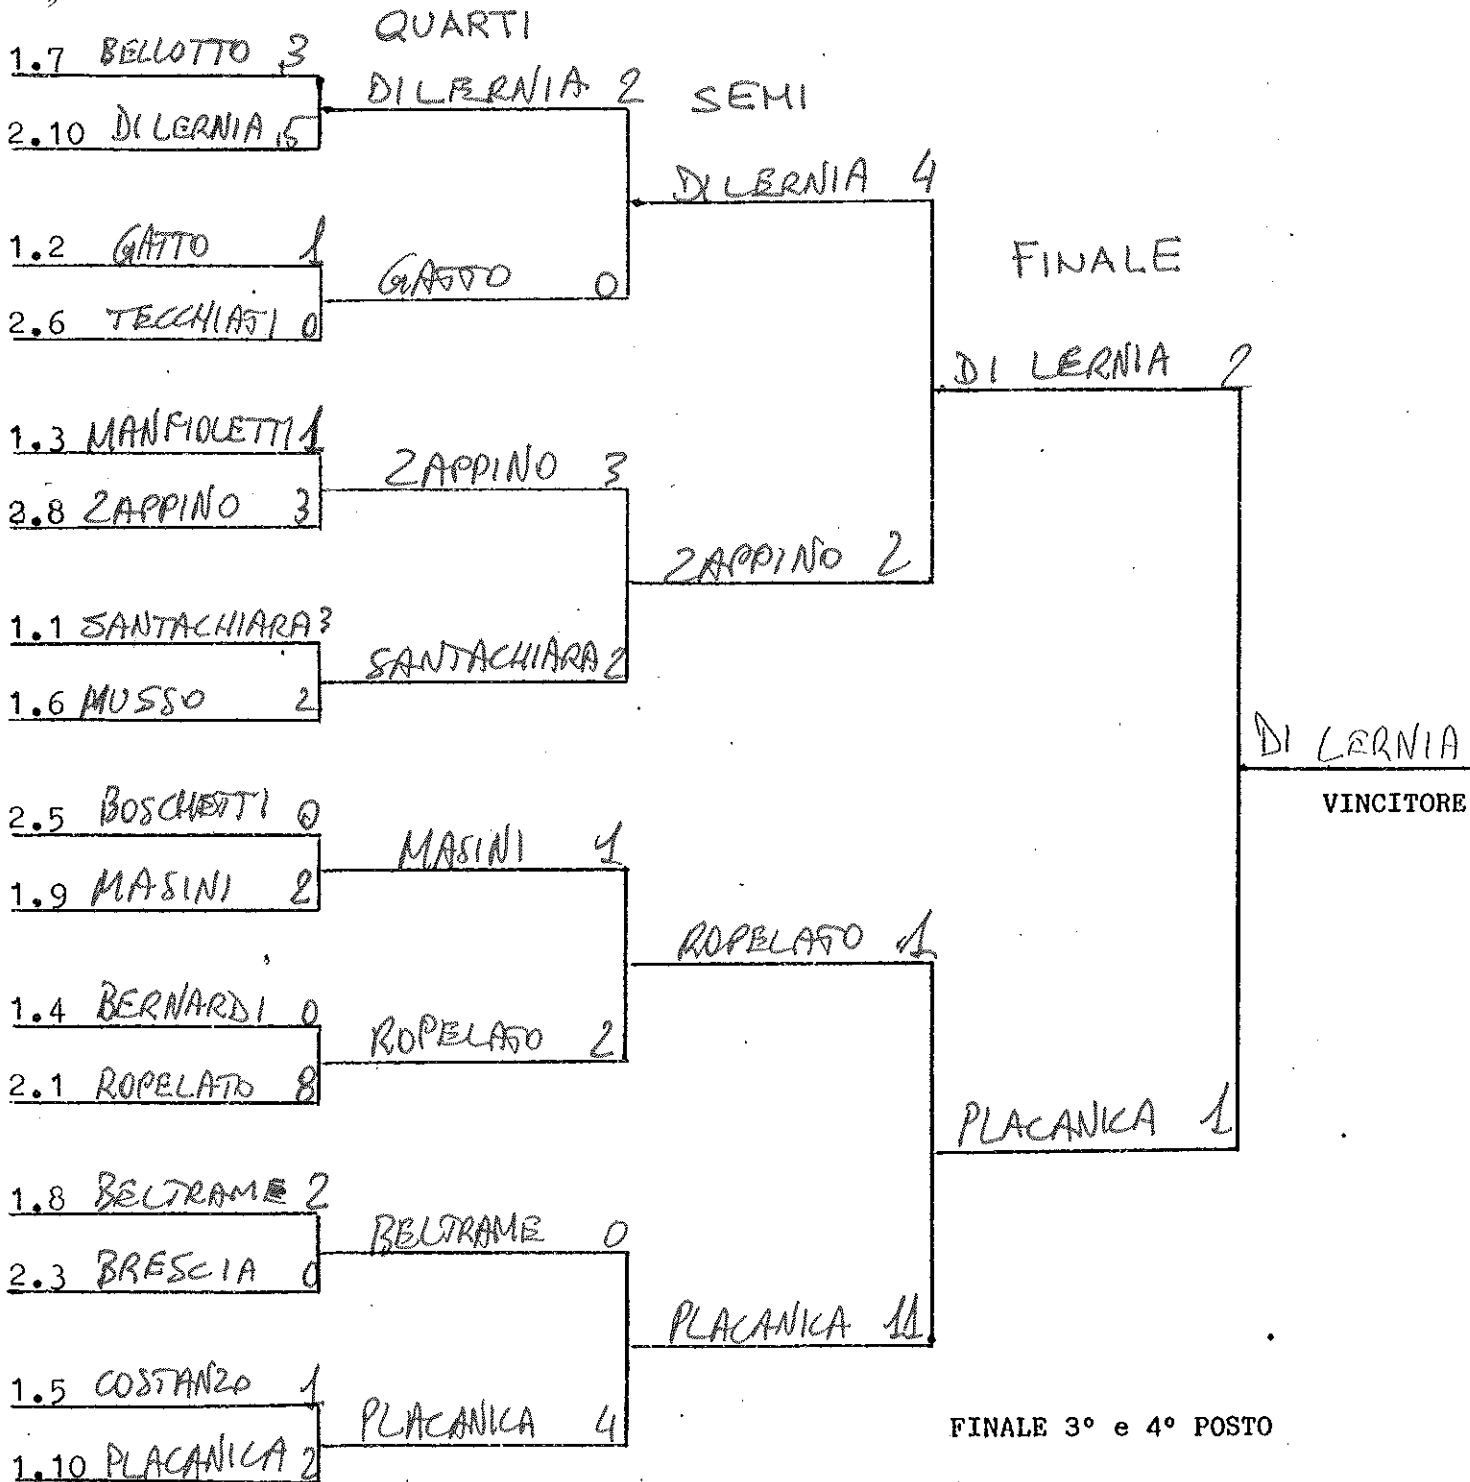 QUARTI
1.7 BELLOTTO 3
DILERNIA 2
SEMI
2.10 DILERNIA 5
DILERNIA 4
1.2 GATTO 1
FINALE
GATTO 0
2.6 TECCHIATI 0
DI LERNIA 2
1.3 MANFIOLETTI 1
ZAPPINO 3
2.8 ZAPPINO 3
ZAPPINO 2
1.1 SANTACHIARA 3
SANTACHIARA 2
1.6 MUSSO 2
DI LERNIA
VINCITORE
2.5 BOSCHETTI 0
MASINI 1
1.9 MASINI 2
ROPELATO 1
1.4 BERNARDI 0
ROPELATO 2
2.1 ROPELATO 8
PLACANICA 1
1.8 BELTRAME 2
BELTRAME 0
2.3 BRESCIA 0
PLACANICA 11
1.5 COSTANZO 1
PLACANICA 4
FINALE 3° e 4° POSTO
1.10 PLACANICA 2